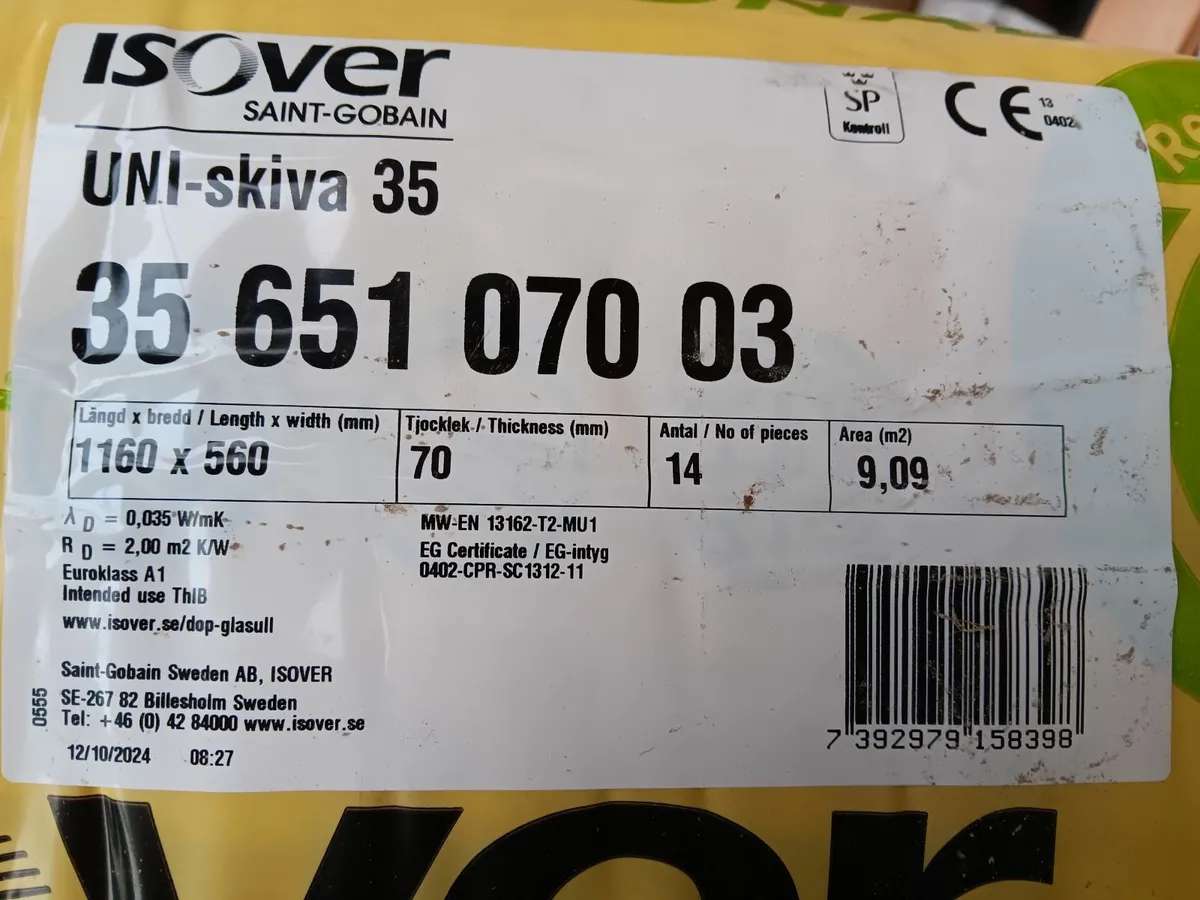 ISOVER
SAINT-GOBAIN
SP
Kontroll
CE
13
0402
UNI-skiva 35
35 651 070 03
Längd x bredd / Length x width (mm)
1160 x 560
Tjocklek / Thickness (mm)
70
Antal / No of pieces
14
Area (m2)
9,09
λ D = 0,035 W/mK
R D = 2,00 m2 K/W
Euroklass A1
Intended use ThIB
www.isover.se/dop-glasull
MW-EN 13162-T2-MU1
EG Certificate / EG-intyg
0402-CPR-SC1312-11
Saint-Gobain Sweden AB, ISOVER
SE-267 82 Billesholm Sweden
Tel: +46 (0) 42 84000 www.isover.se
0555
12/10/2024 08:27
7 392979 158398